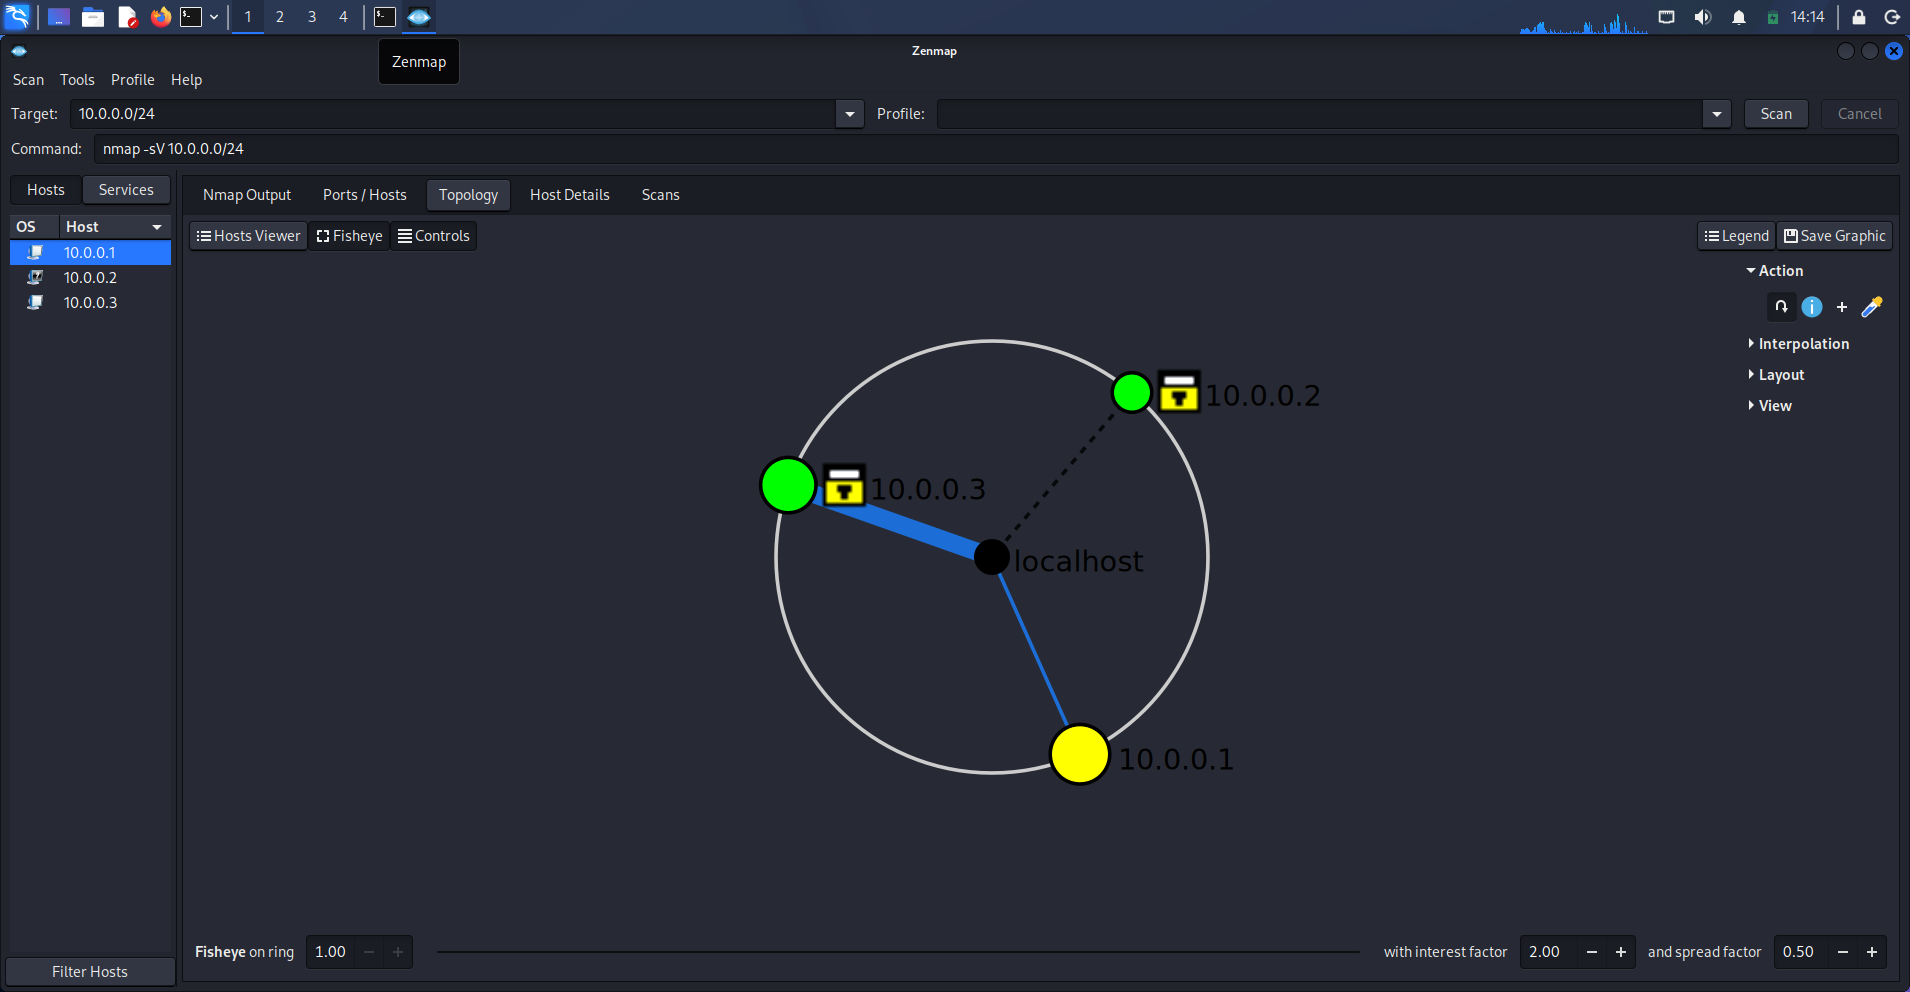 1 2 3 4 14:14
Zenmap
Zenmap
Scan Tools Profile Help
Target: 10.0.0.0/24 Profile: Scan Cancel
Command: nmap -sV 10.0.0.0/24
Hosts Services
Nmap Output Ports / Hosts Topology Host Details Scans
OS Host
10.0.0.1
10.0.0.2
10.0.0.3
Hosts Viewer Fisheye Controls Legend Save Graphic
Action
Interpolation
Layout
View
10.0.0.2
10.0.0.3
localhost
10.0.0.1
Fisheye on ring 1.00 − + with interest factor 2.00 − + and spread factor 0.50 − +
Filter Hosts